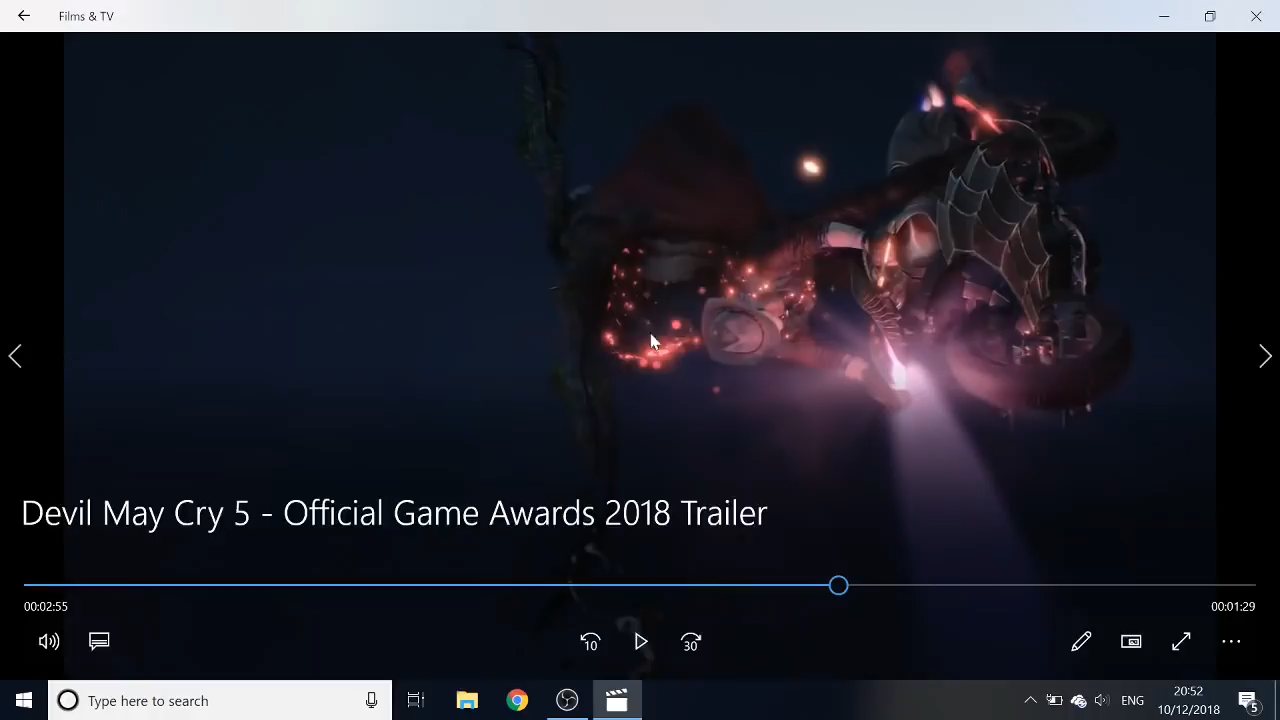 Films & TV
Devil May Cry 5 - Official Game Awards 2018 Trailer
00:02:55
00:01:29
10
30
Type here to search
ENG
20:52
10/12/2018
5